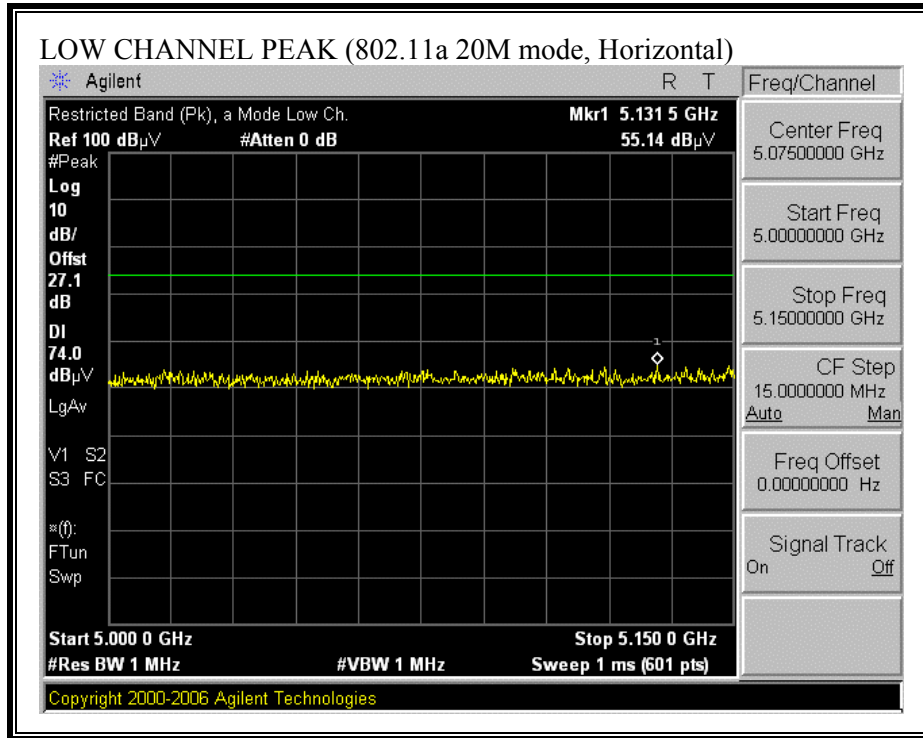 LOW CHANNEL PEAK (802.11a 20M mode, Horizontal)
Agilent R T
Freq/Channel
Restricted Band (Pk), a Mode Low Ch. Mkr1 5.131 5 GHz
Ref 100 dBµV #Atten 0 dB 55.14 dBµV
#Peak
Log
10
dB/
Offst
27.1
dB
DI
74.0
dBµV
LgAv
V1 S2
S3 FC
¤(f):
FTun
Swp
1
Start 5.000 0 GHz Stop 5.150 0 GHz
#Res BW 1 MHz #VBW 1 MHz Sweep 1 ms (601 pts)
Copyright 2000-2006 Agilent Technologies
Center Freq
5.07500000 GHz
Start Freq
5.00000000 GHz
Stop Freq
5.15000000 GHz
CF Step
15.0000000 MHz
Auto Man
Freq Offset
0.00000000 Hz
Signal Track
On Off